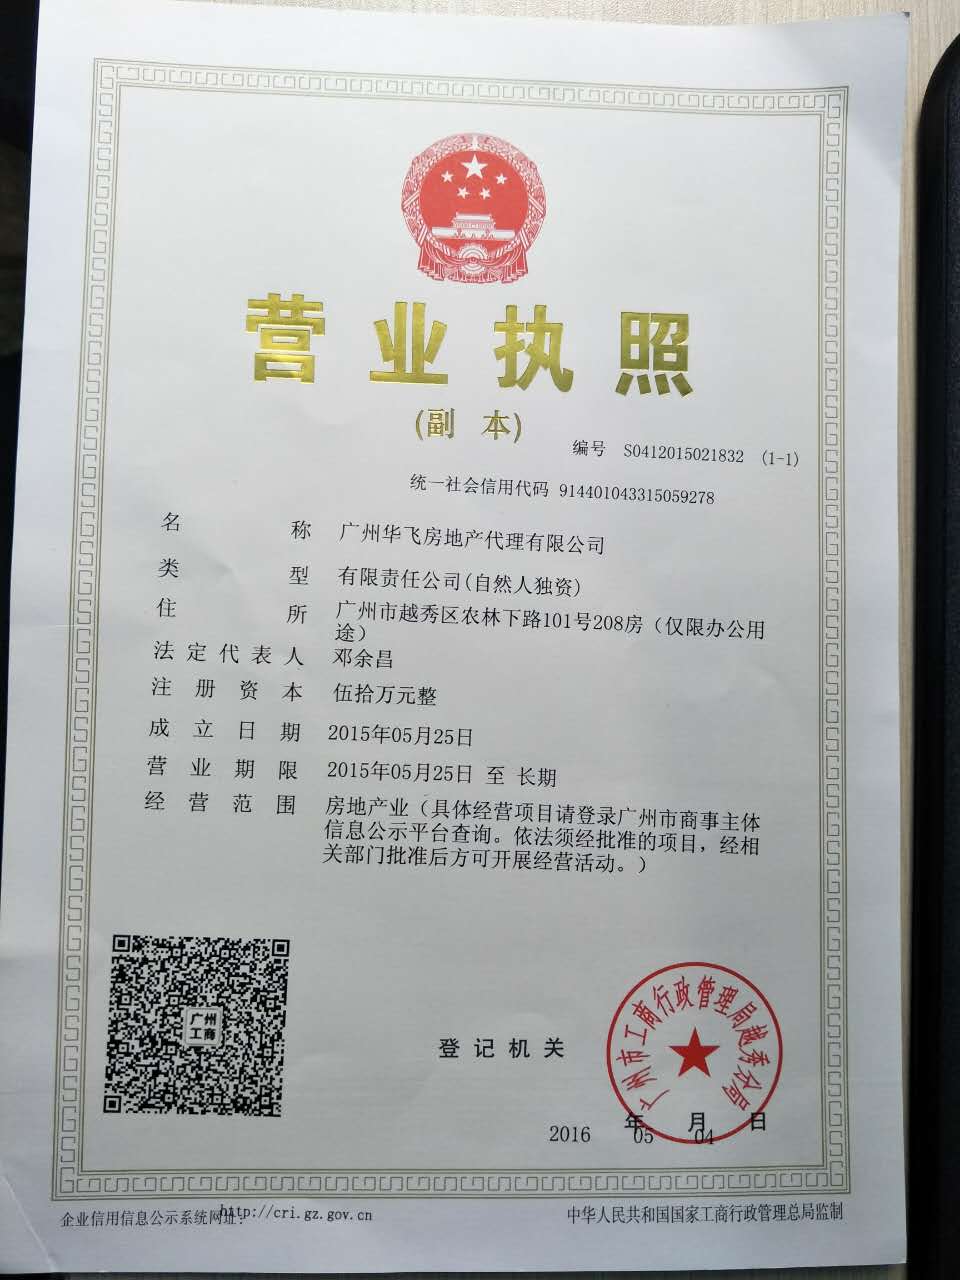 营业执照
(副 本)
编号 S0412015021832 (1-1)
统一社会信用代码 914401043315059278
名称 广州华飞房地产代理有限公司
类型 有限责任公司(自然人独资)
住所 广州市越秀区农林下路101号208房（仅限办公用
途）
法定代表人 邓余昌
注册资本 伍拾万元整
成立日期 2015年05月25日
营业期限 2015年05月25日 至 长期
经营范围 房地产业（具体经营项目请登录广州市商事主体
信息公示平台查询。依法须经批准的项目，经相
关部门批准后方可开展经营活动。）
广州
工商
登记机关
广州市工商行政管理局越秀分局
2016年05月04日
企业信用信息公示系统网址：http://cri.gz.gov.cn
中华人民共和国国家工商行政管理总局监制